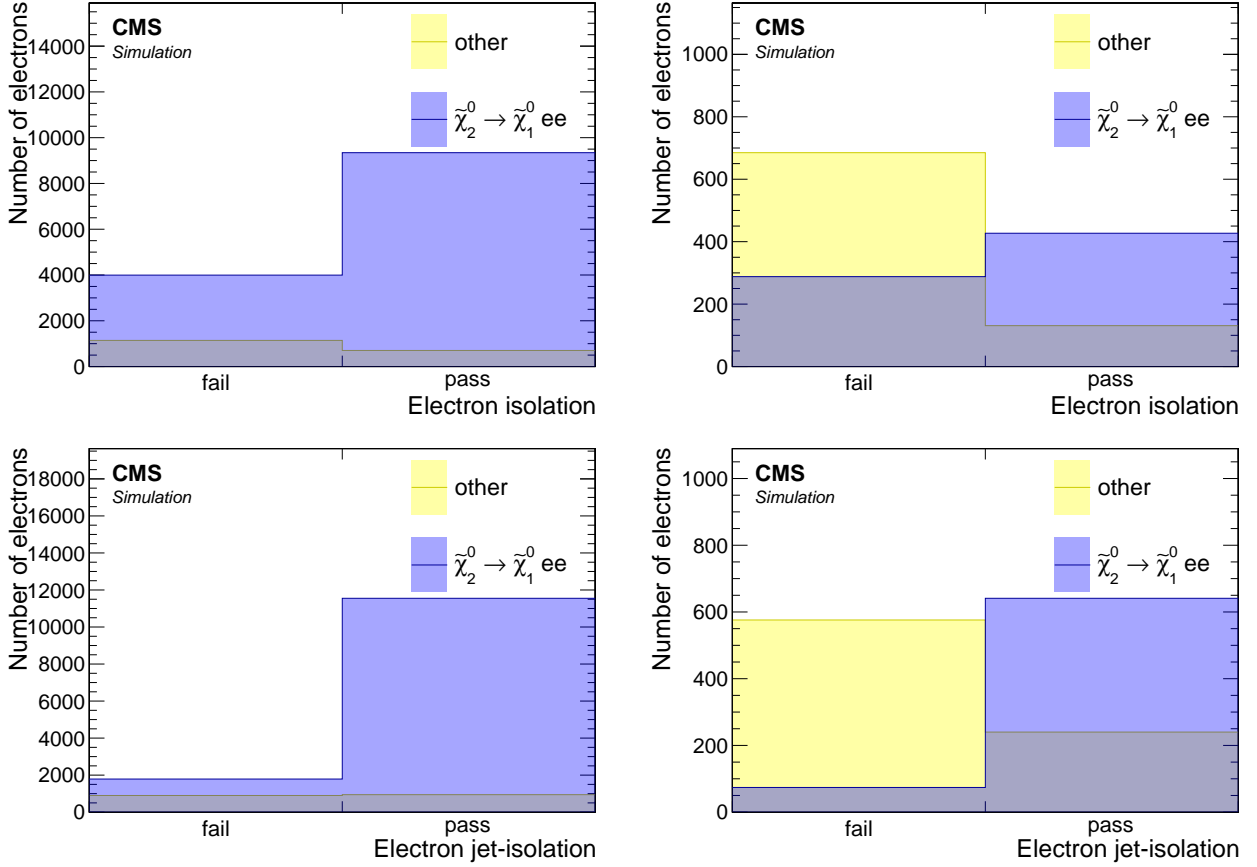 CMS
Simulation
other
χ̃⁰₂ → χ̃⁰₁ ee
Number of electrons
14000
12000
10000
8000
6000
4000
2000
0
fail
pass
Electron isolation
CMS
Simulation
other
χ̃⁰₂ → χ̃⁰₁ ee
Number of electrons
1000
800
600
400
200
0
fail
pass
Electron isolation
CMS
Simulation
other
χ̃⁰₂ → χ̃⁰₁ ee
Number of electrons
18000
16000
14000
12000
10000
8000
6000
4000
2000
0
fail
pass
Electron jet-isolation
CMS
Simulation
other
χ̃⁰₂ → χ̃⁰₁ ee
Number of electrons
1000
800
600
400
200
0
fail
pass
Electron jet-isolation